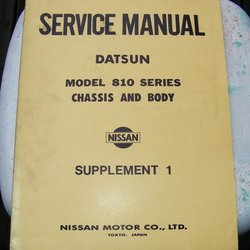 SERVICE MANUAL
DATSUN
MODEL 810 SERIES
CHASSIS AND BODY
NISSAN
SUPPLEMENT 1
NISSAN MOTOR CO., LTD.
TOKYO, JAPAN